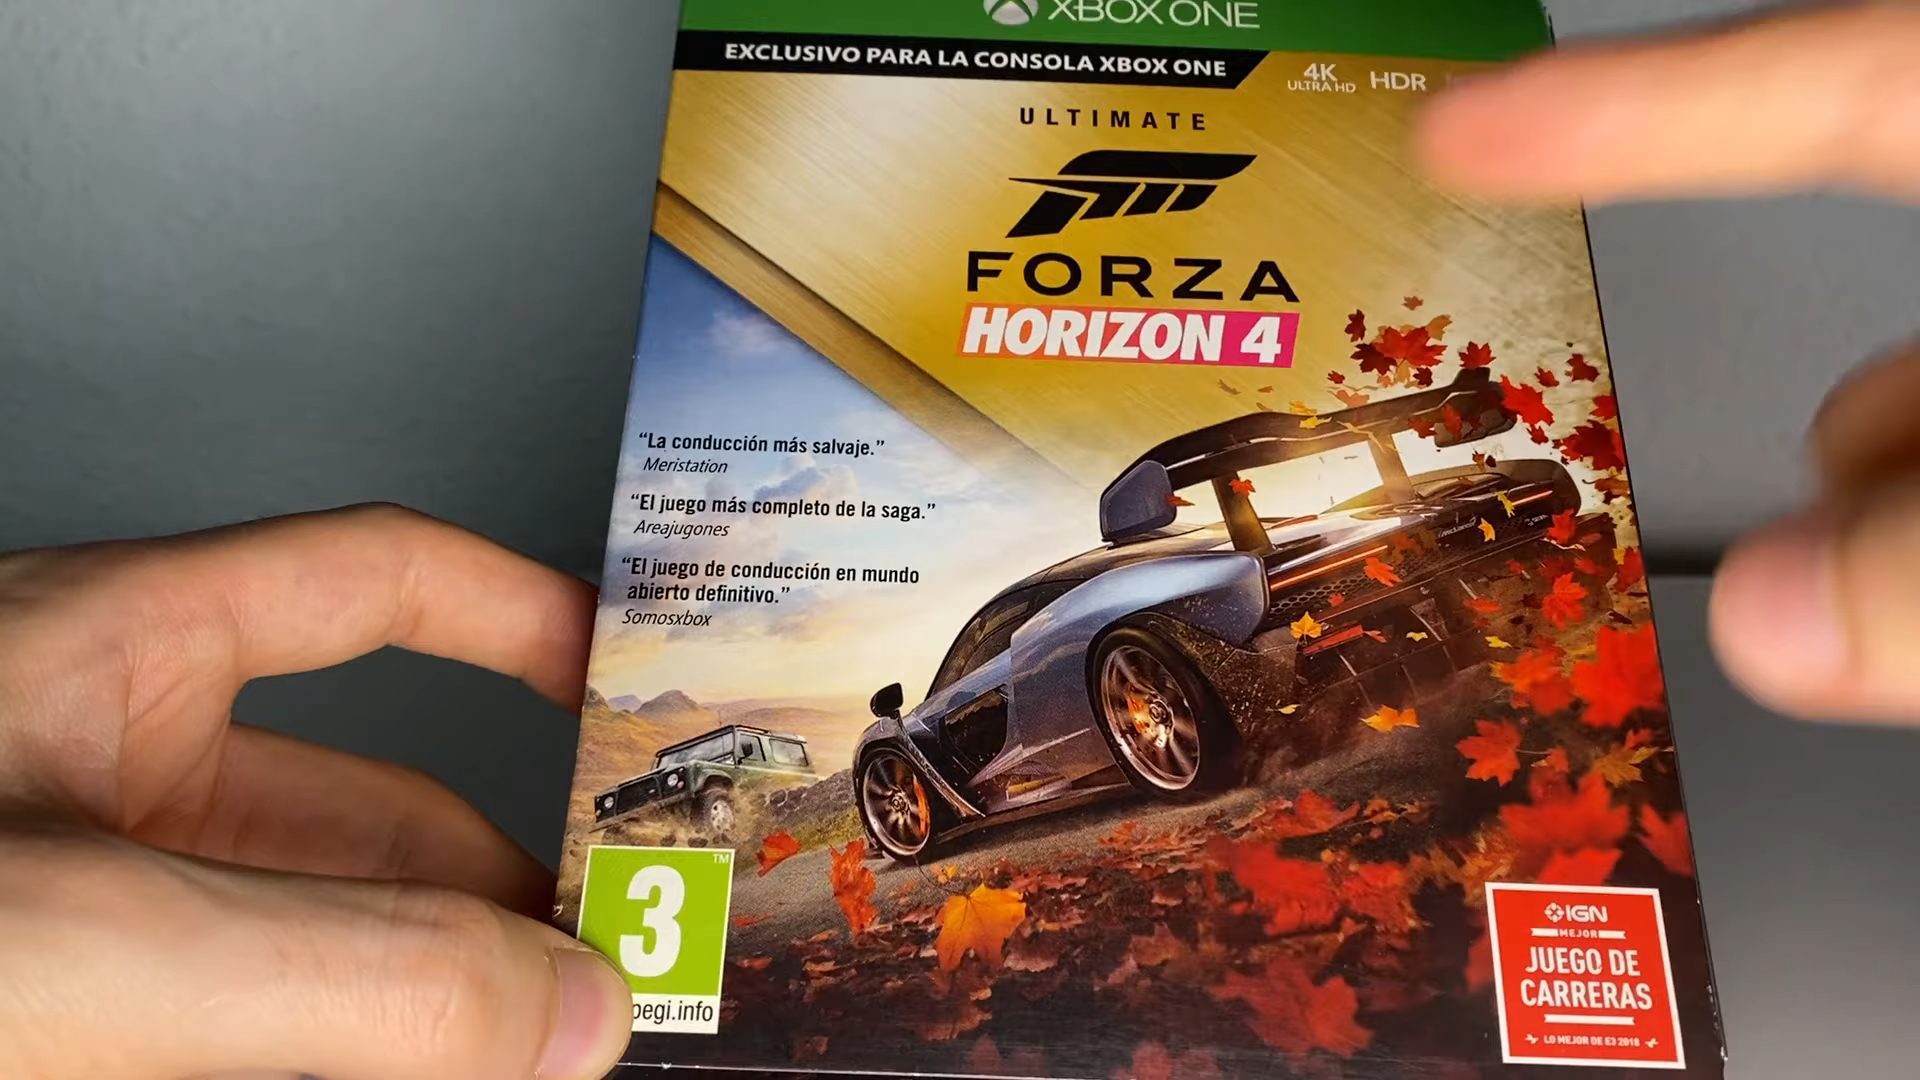 XBOX ONE
EXCLUSIVO PARA LA CONSOLA XBOX ONE
4K
ULTRA HD
HDR
ULTIMATE
FORZA
HORIZON 4
“La conducción más salvaje.”
Meristation
“El juego más completo de la saga.”
Areajugones
“El juego de conducción en mundo
abierto definitivo.”
Somosxbox
3
TM
pegi.info
IGN
MEJOR
JUEGO DE
CARRERAS
LO MEJOR DE E3 2018